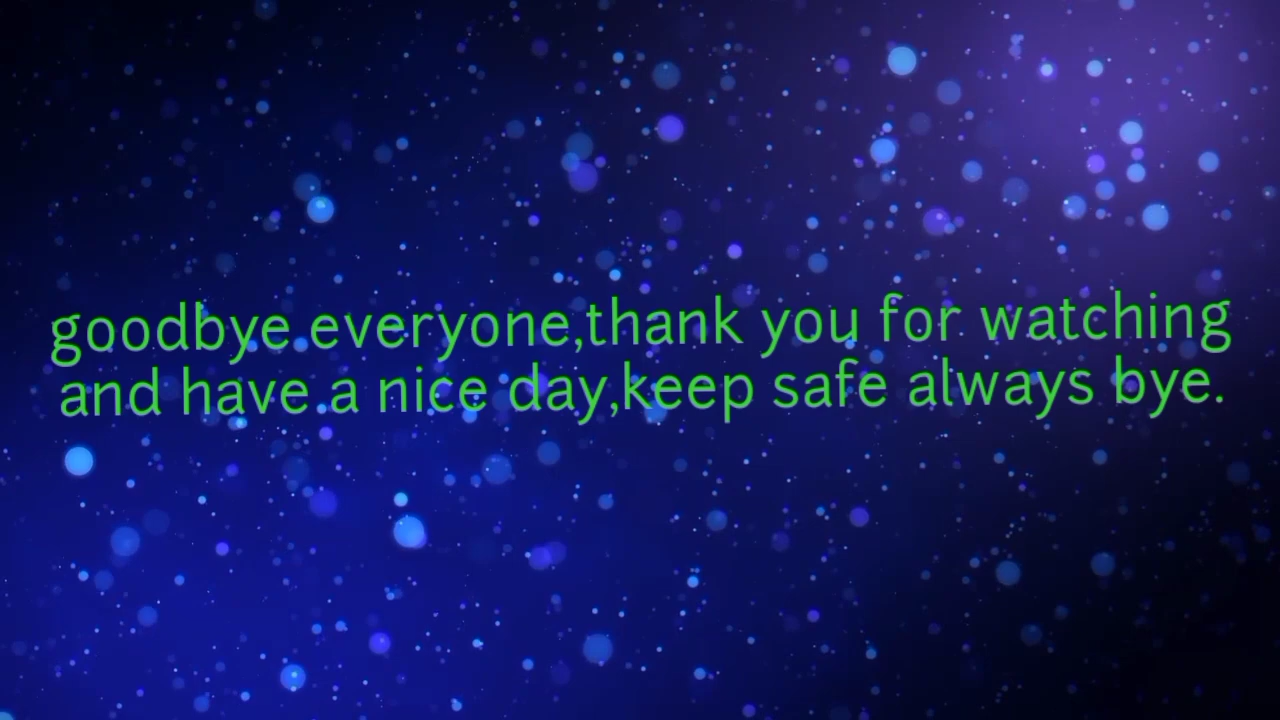 goodbye everyone,thank you for watching
and have a nice day,keep safe always bye.